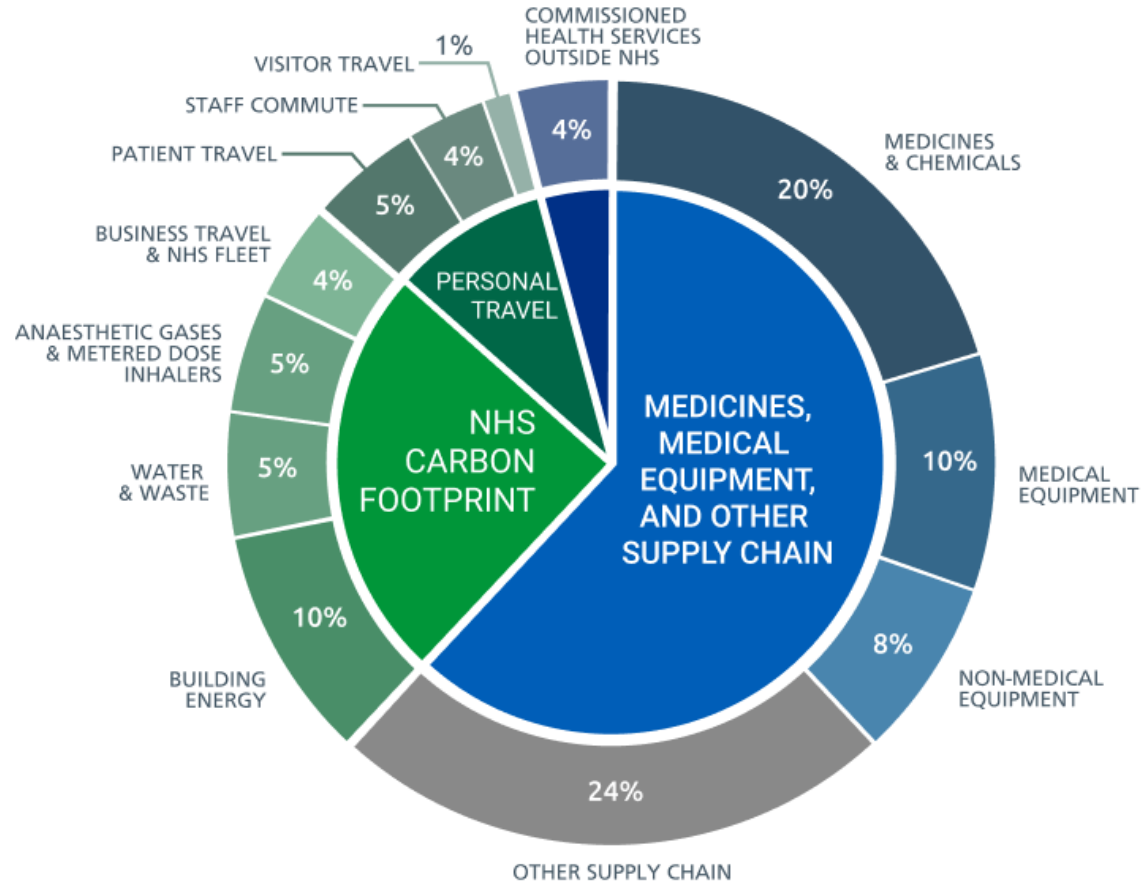 COMMISSIONED
HEALTH SERVICES
OUTSIDE NHS
1%
VISITOR TRAVEL
STAFF COMMUTE
PATIENT TRAVEL
BUSINESS TRAVEL
& NHS FLEET
ANAESTHETIC GASES
& METERED DOSE
INHALERS
WATER
& WASTE
BUILDING
ENERGY
4%
5%
4%
4%
5%
5%
10%
PERSONAL
TRAVEL
NHS
CARBON
FOOTPRINT
MEDICINES,
MEDICAL
EQUIPMENT,
AND OTHER
SUPPLY CHAIN
20%
MEDICINES
& CHEMICALS
10%
MEDICAL
EQUIPMENT
8%
NON-MEDICAL
EQUIPMENT
24%
OTHER SUPPLY CHAIN